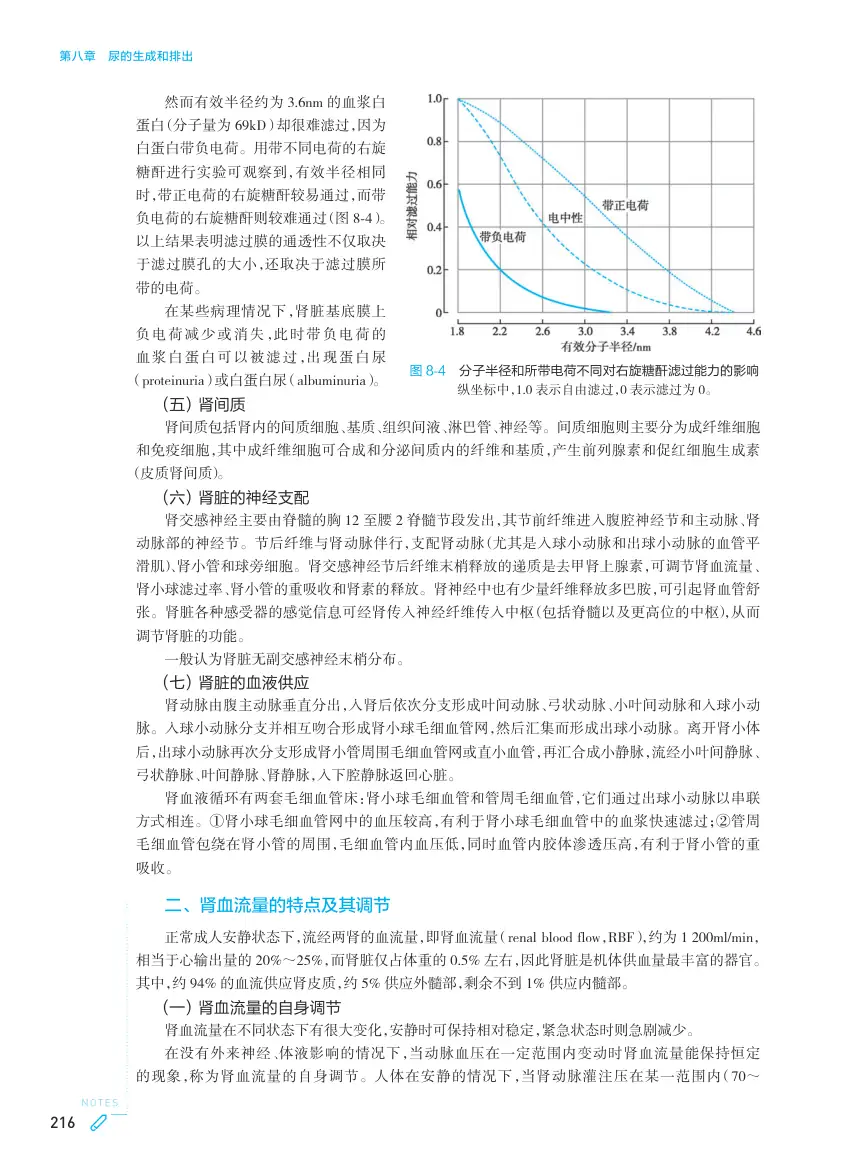 第八章 尿的生成和排出
然而有效半径约为 3.6nm 的血浆白
蛋白(分子量为 69kD)却很难滤过,因为
白蛋白带负电荷。用带不同电荷的右旋
糖酐进行实验可观察到,有效半径相同
时,带正电荷的右旋糖酐较易通过,而带
负电荷的右旋糖酐则较难通过(图 8-4)。
以上结果表明滤过膜的通透性不仅取决
于滤过膜孔的大小,还取决于滤过膜所
带的电荷。
在某些病理情况下,肾脏基底膜上
负电荷减少或消失,此时带负电荷的
血浆白蛋白可以被滤过,出现蛋白尿
(proteinuria)或白蛋白尿(albuminuria)。
相对滤过能力
1.0
0.8
0.6
0.4
0.2
0
带正电荷
电中性
带负电荷
1.8 2.2 2.6 3.0 3.4 3.8 4.2 4.6
有效分子半径/nm
图 8-4 分子半径和所带电荷不同对右旋糖酐滤过能力的影响
纵坐标中,1.0 表示自由滤过,0 表示滤过为 0。
(五)肾间质
肾间质包括肾内的间质细胞、基质、组织间液、淋巴管、神经等。间质细胞则主要分为成纤维细胞
和免疫细胞,其中成纤维细胞可合成和分泌间质内的纤维和基质,产生前列腺素和促红细胞生成素
(皮质肾间质)。
(六)肾脏的神经支配
肾交感神经主要由脊髓的胸 12 至腰 2 脊髓节段发出,其节前纤维进入腹腔神经节和主动脉、肾
动脉部的神经节。节后纤维与肾动脉伴行,支配肾动脉(尤其是入球小动脉和出球小动脉的血管平
滑肌)、肾小管和球旁细胞。肾交感神经节后纤维末梢释放的递质是去甲肾上腺素,可调节肾血流量、
肾小球滤过率、肾小管的重吸收和肾素的释放。肾神经中也有少量纤维释放多巴胺,可引起肾血管舒
张。肾脏各种感受器的感觉信息可经肾传入神经纤维传入中枢(包括脊髓以及更高位的中枢),从而
调节肾脏的功能。
一般认为肾脏无副交感神经末梢分布。
(七)肾脏的血液供应
肾动脉由腹主动脉垂直分出,入肾后依次分支形成叶间动脉、弓状动脉、小叶间动脉和入球小动
脉。入球小动脉分支并相互吻合形成肾小球毛细血管网,然后汇集而形成出球小动脉。离开肾小体
后,出球小动脉再次分支形成肾小管周围毛细血管网或直小血管,再汇合成小静脉,流经小叶间静脉、
弓状静脉、叶间静脉、肾静脉,入下腔静脉返回心脏。
肾血液循环有两套毛细血管床:肾小球毛细血管和管周毛细血管,它们通过出球小动脉以串联
方式相连。①肾小球毛细血管网中的血压较高,有利于肾小球毛细血管中的血浆快速滤过;②管周
毛细血管包绕在肾小管的周围,毛细血管内血压低,同时血管内胶体渗透压高,有利于肾小管的重
吸收。
二、肾血流量的特点及其调节
正常成人安静状态下,流经两肾的血流量,即肾血流量(renal blood flow,RBF),约为 1 200ml/min,
相当于心输出量的 20%～25%,而肾脏仅占体重的 0.5% 左右,因此肾脏是机体供血量最丰富的器官。
其中,约 94% 的血流供应肾皮质,约 5% 供应外髓部,剩余不到 1% 供应内髓部。
(一)肾血流量的自身调节
肾血流量在不同状态下有很大变化,安静时可保持相对稳定,紧急状态时则急剧减少。
在没有外来神经、体液影响的情况下,当动脉血压在一定范围内变动时肾血流量能保持恒定
的现象,称为肾血流量的自身调节。人体在安静的情况下,当肾动脉灌注压在某一范围内(70～
NOTES
216